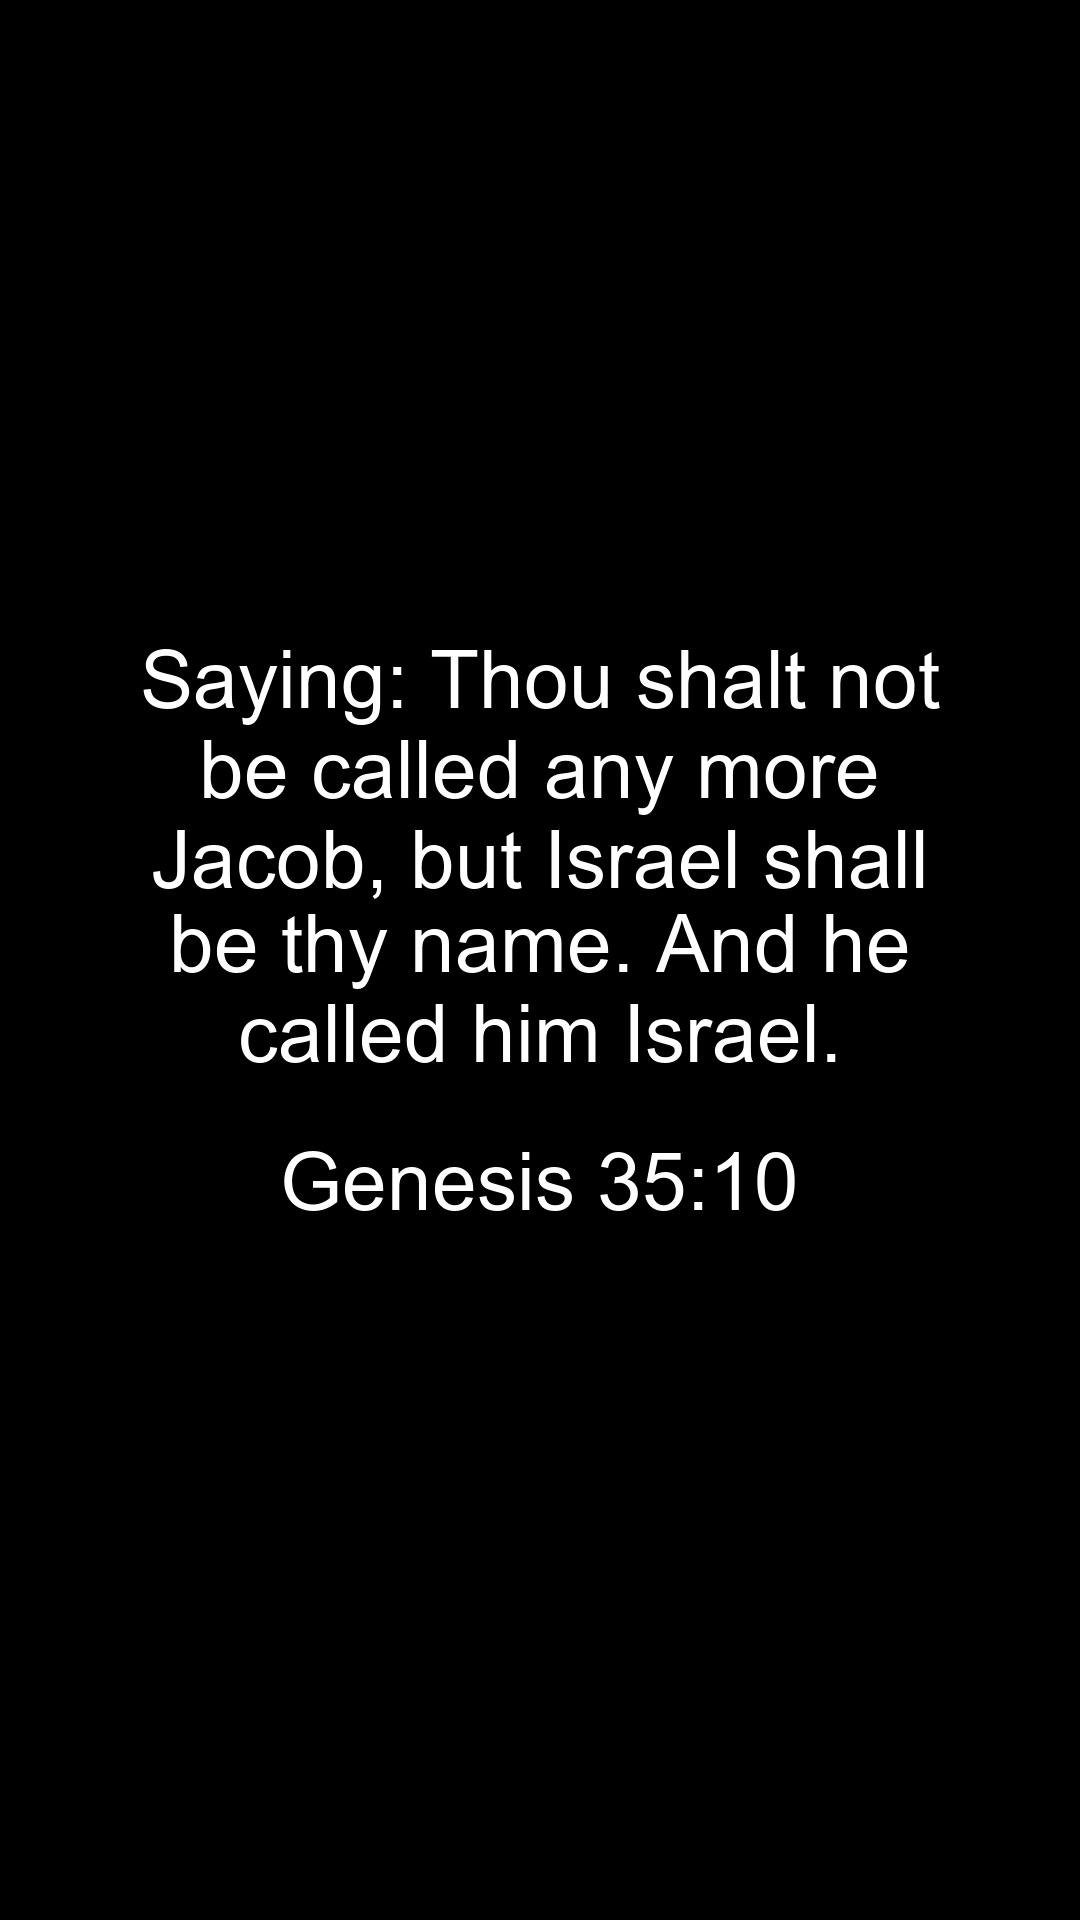 Saying: Thou shalt not
be called any more
Jacob, but Israel shall
be thy name. And he
called him Israel.
Genesis 35:10